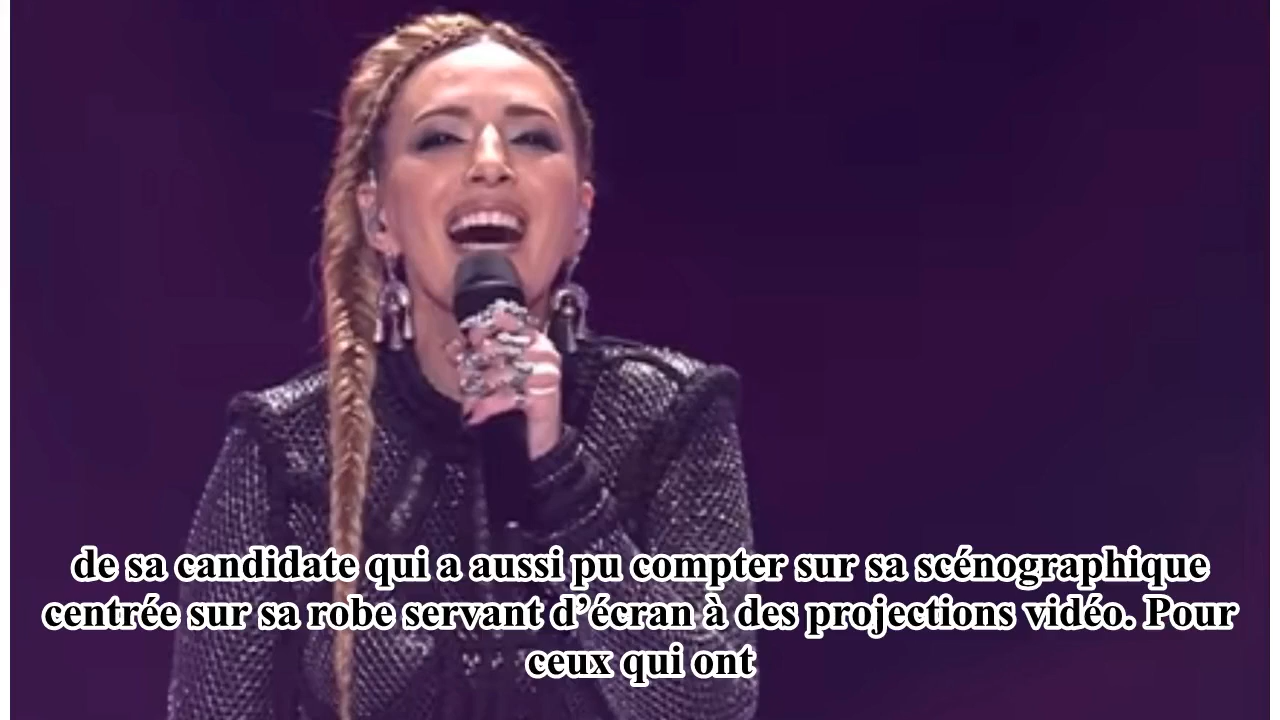 de sa candidate qui a aussi pu compter sur sa scénographique
centrée sur sa robe servant d’écran à des projections vidéo. Pour
ceux qui ont